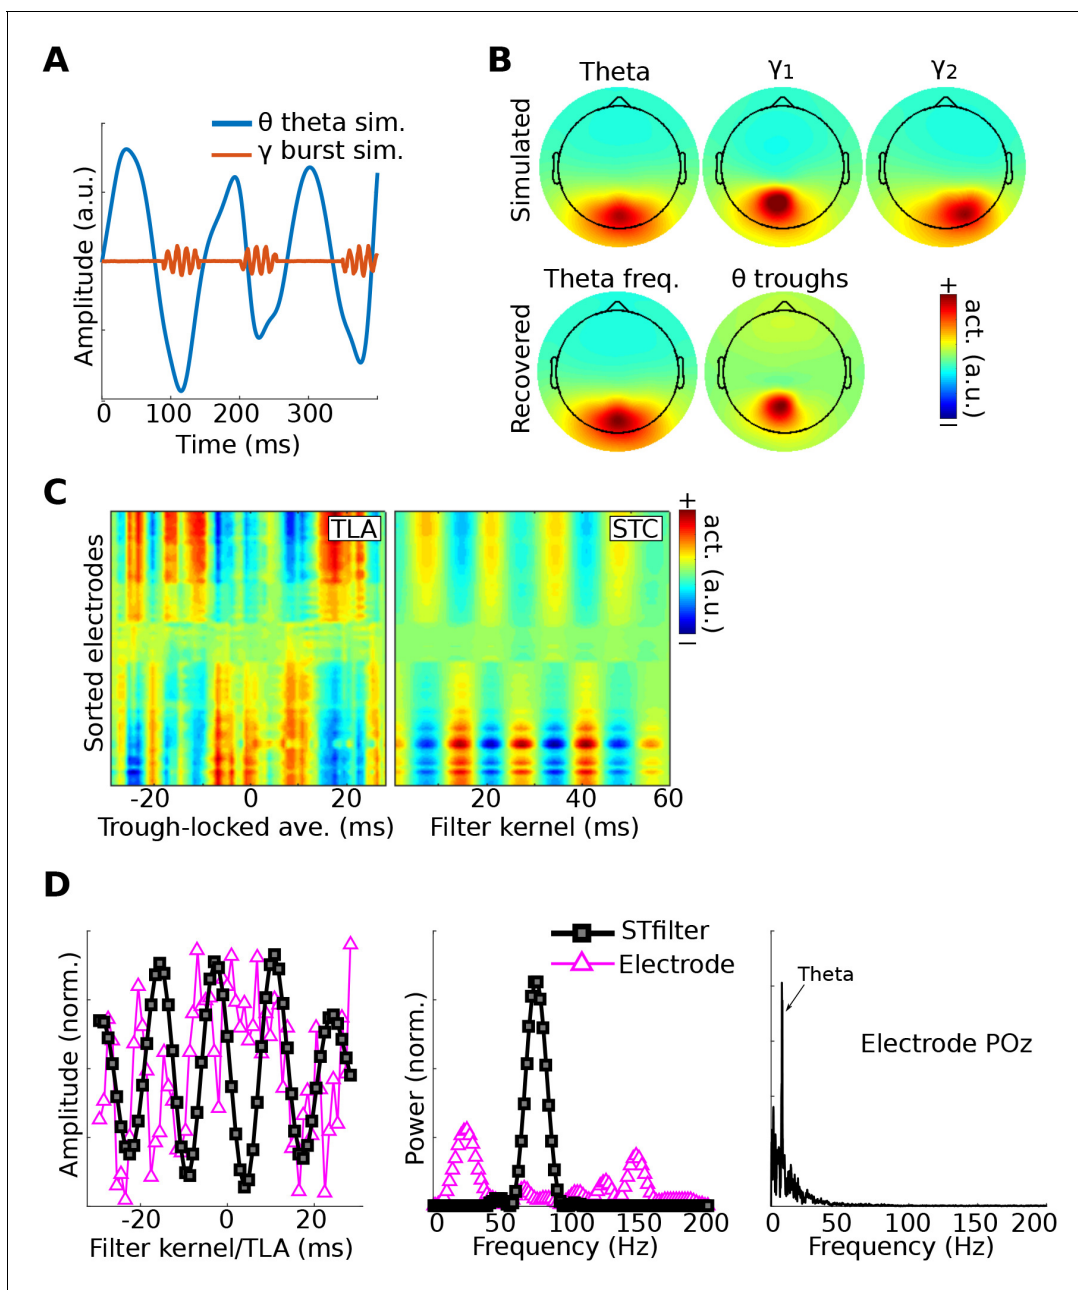 A
θ theta sim.
γ burst sim.
Amplitude (a.u.)
0 100 200 300
Time (ms)
B
Theta γ1 γ2
Simulated
Theta freq. θ troughs
Recovered
+
act. (a.u.)
–
C
TLA STC
Sorted electrodes
-20 0 20
Trough-locked ave. (ms)
20 40 60
Filter kernel (ms)
+
act. (a.u.)
–
D
Amplitude (norm.)
-20 0 20
Filter kernel/TLA (ms)
STfilter
Electrode
Power (norm.)
0 50 100 150 200
Frequency (Hz)
Theta
Electrode POz
0 50 100 150 200
Frequency (Hz)